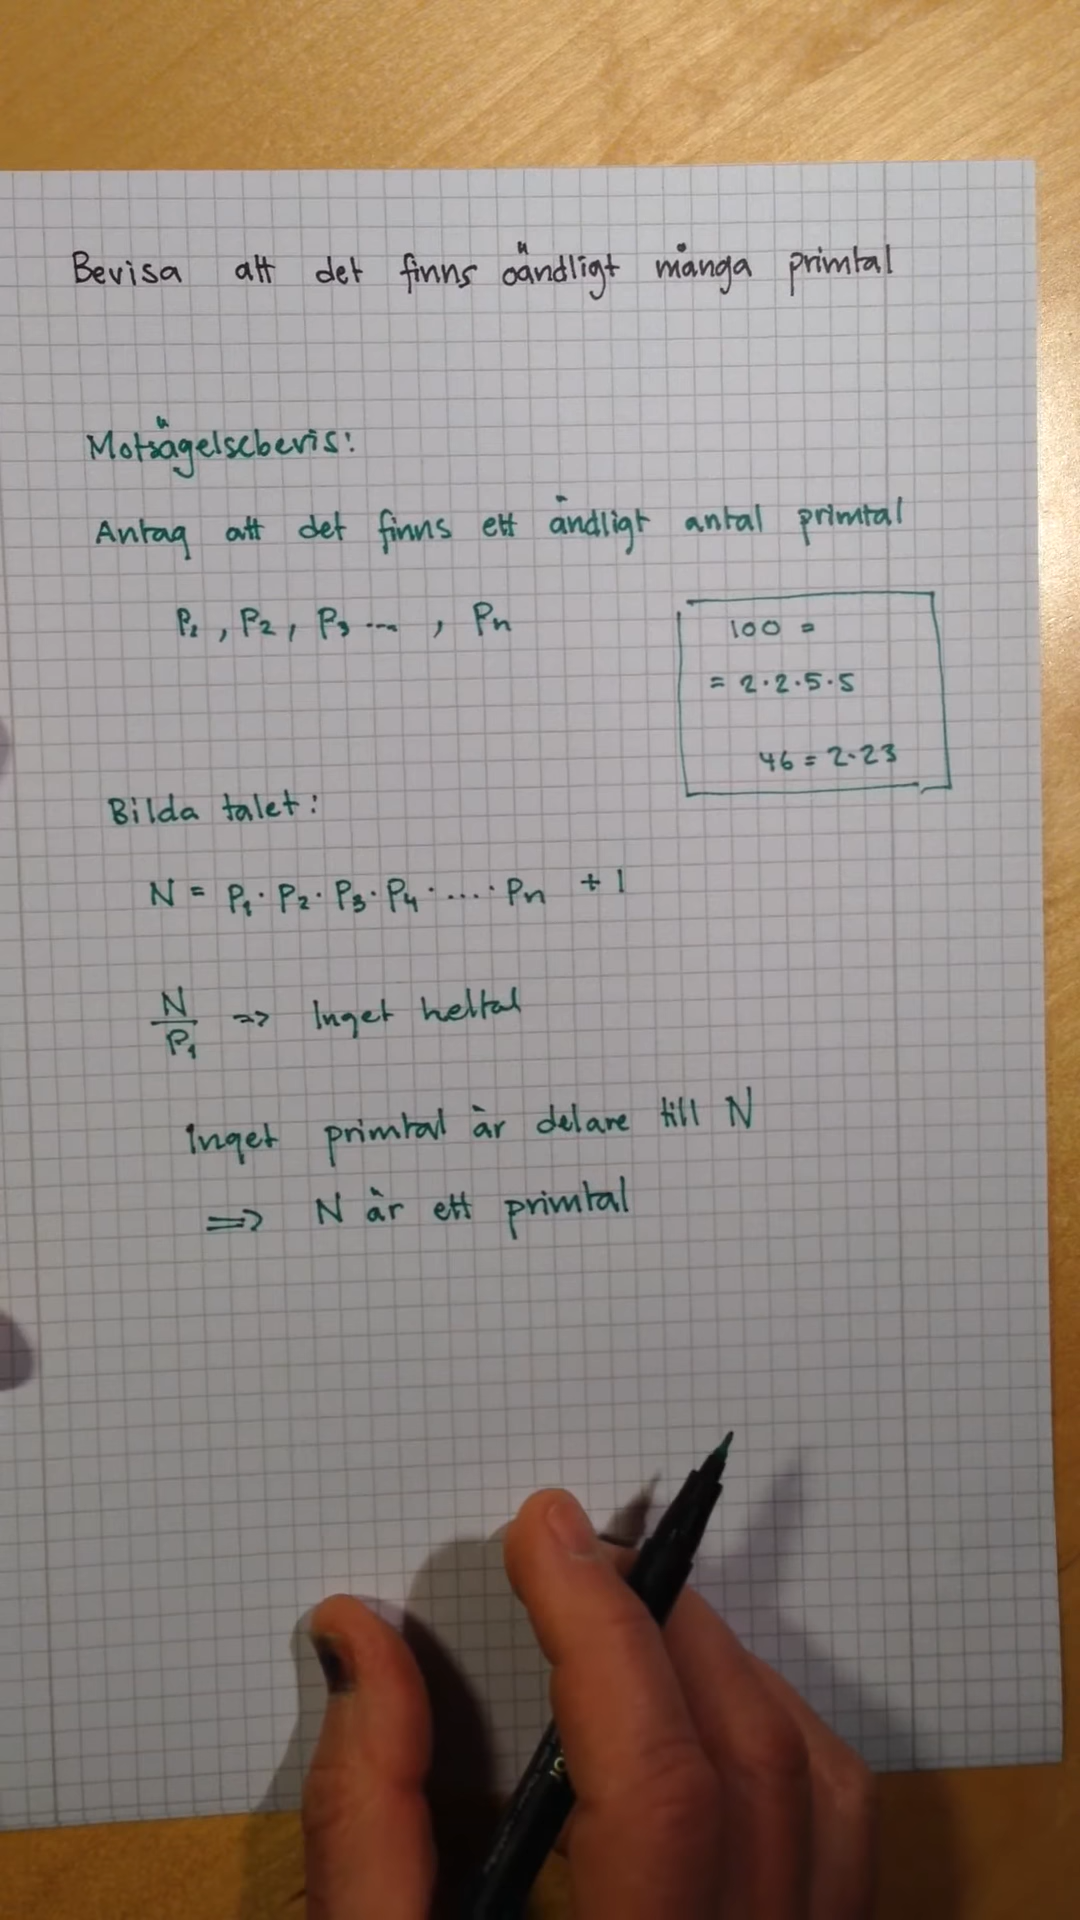 Bevisa att det finns oändligt många primtal
Motsägelsebevis:
Antag att det finns ett ändligt antal primtal
P₁, P₂, P₃ ..., Pn
100 =
= 2·2·5·5
46 = 2·23
Bilda talet:
N = P₁·P₂·P₃·P₄·....·Pn + 1
N/P₁ => Inget heltal
Inget primtal är delare till N
=> N är ett primtal